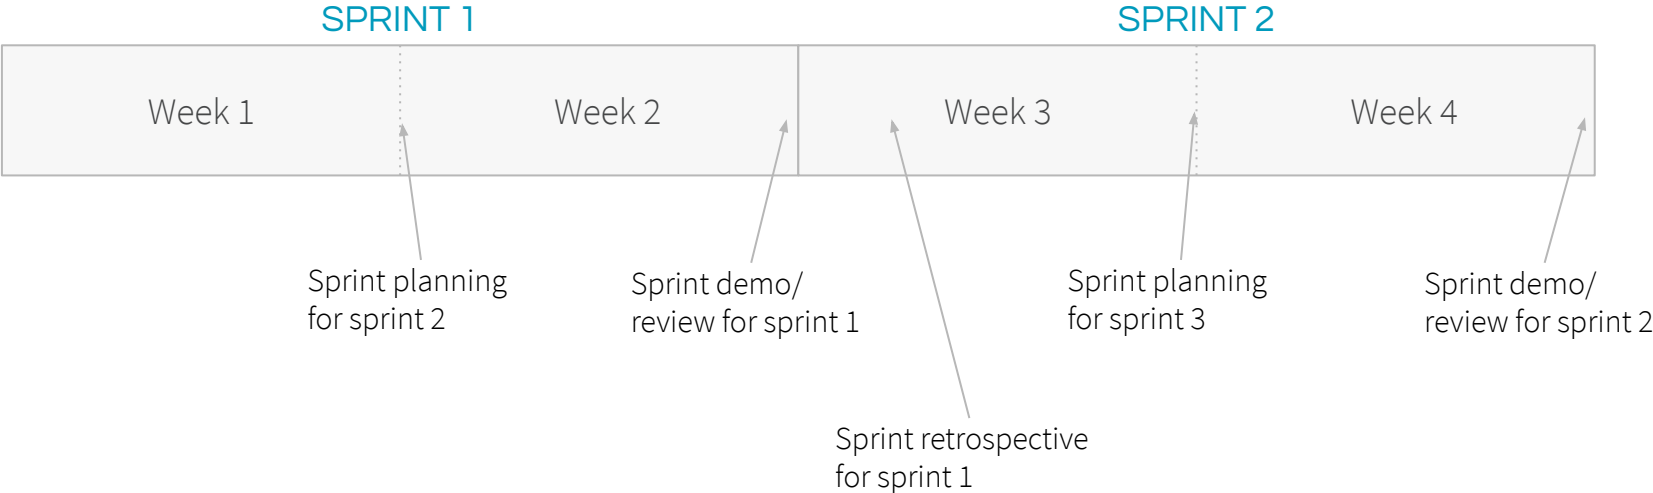 SPRINT 1
SPRINT 2
Week 1
Week 2
Week 3
Week 4
Sprint planning
for sprint 2
Sprint demo/
review for sprint 1
Sprint planning
for sprint 3
Sprint demo/
review for sprint 2
Sprint retrospective
for sprint 1